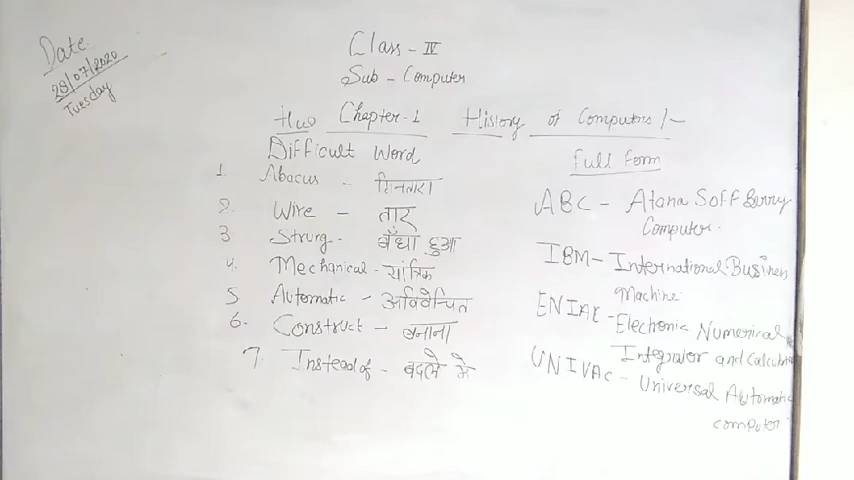 Date
28/07/2020
Tuesday
Class - IV
Sub - Computer
Hw Chapter-1 History of Computers :-
Difficult Word
1. Abacus - गिनतारा
2. Wire - तार
3 Strung - बँधा हुआ
4. Mechanical - यांत्रिक
5 Automatic -
6. Construct - बनाना
7. Instead of - बदले मे
Full Form
ABC - Atana Soff Berry
Computer.
IBM - International Business
Machine
ENIAK - Electronic Numerical
Integrator and Calculator
UNIVAC - Universal Automatic
computer